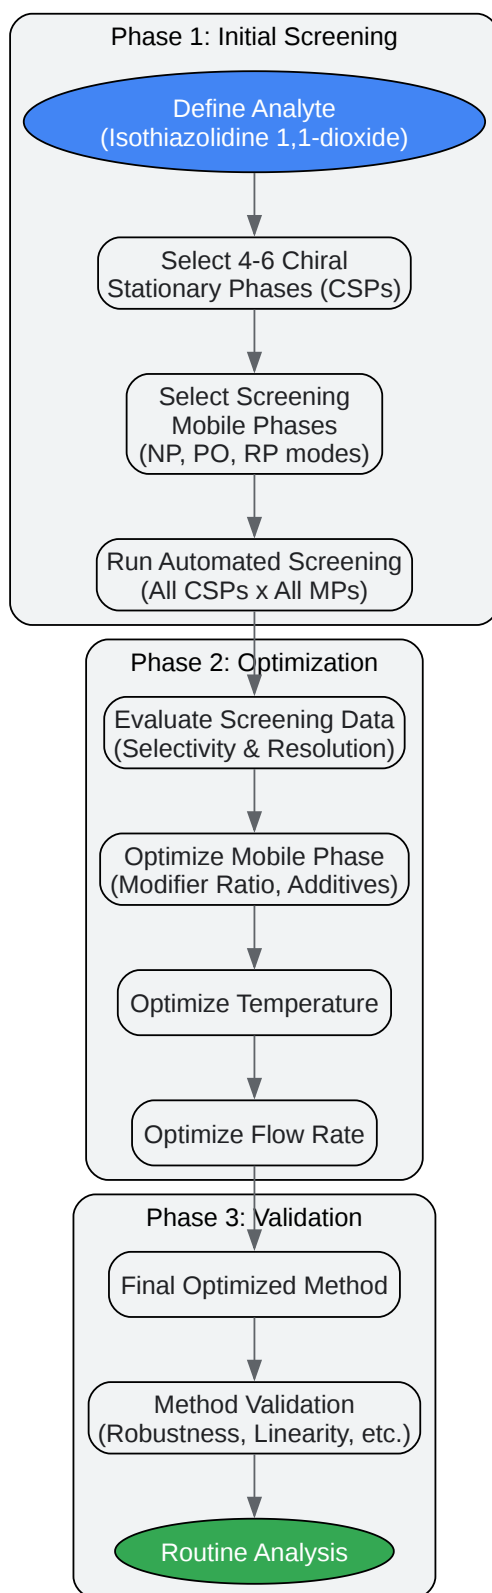 Phase 1: Initial Screening
Define Analyte
(Isothiazolidine 1,1-dioxide)
Select 4-6 Chiral
Stationary Phases (CSPs)
Select Screening
Mobile Phases
(NP, PO, RP modes)
Run Automated Screening
(All CSPs x All MPs)
Phase 2: Optimization
Evaluate Screening Data
(Selectivity & Resolution)
Optimize Mobile Phase
(Modifier Ratio, Additives)
Optimize Temperature
Optimize Flow Rate
Phase 3: Validation
Final Optimized Method
Method Validation
(Robustness, Linearity, etc.)
Routine Analysis